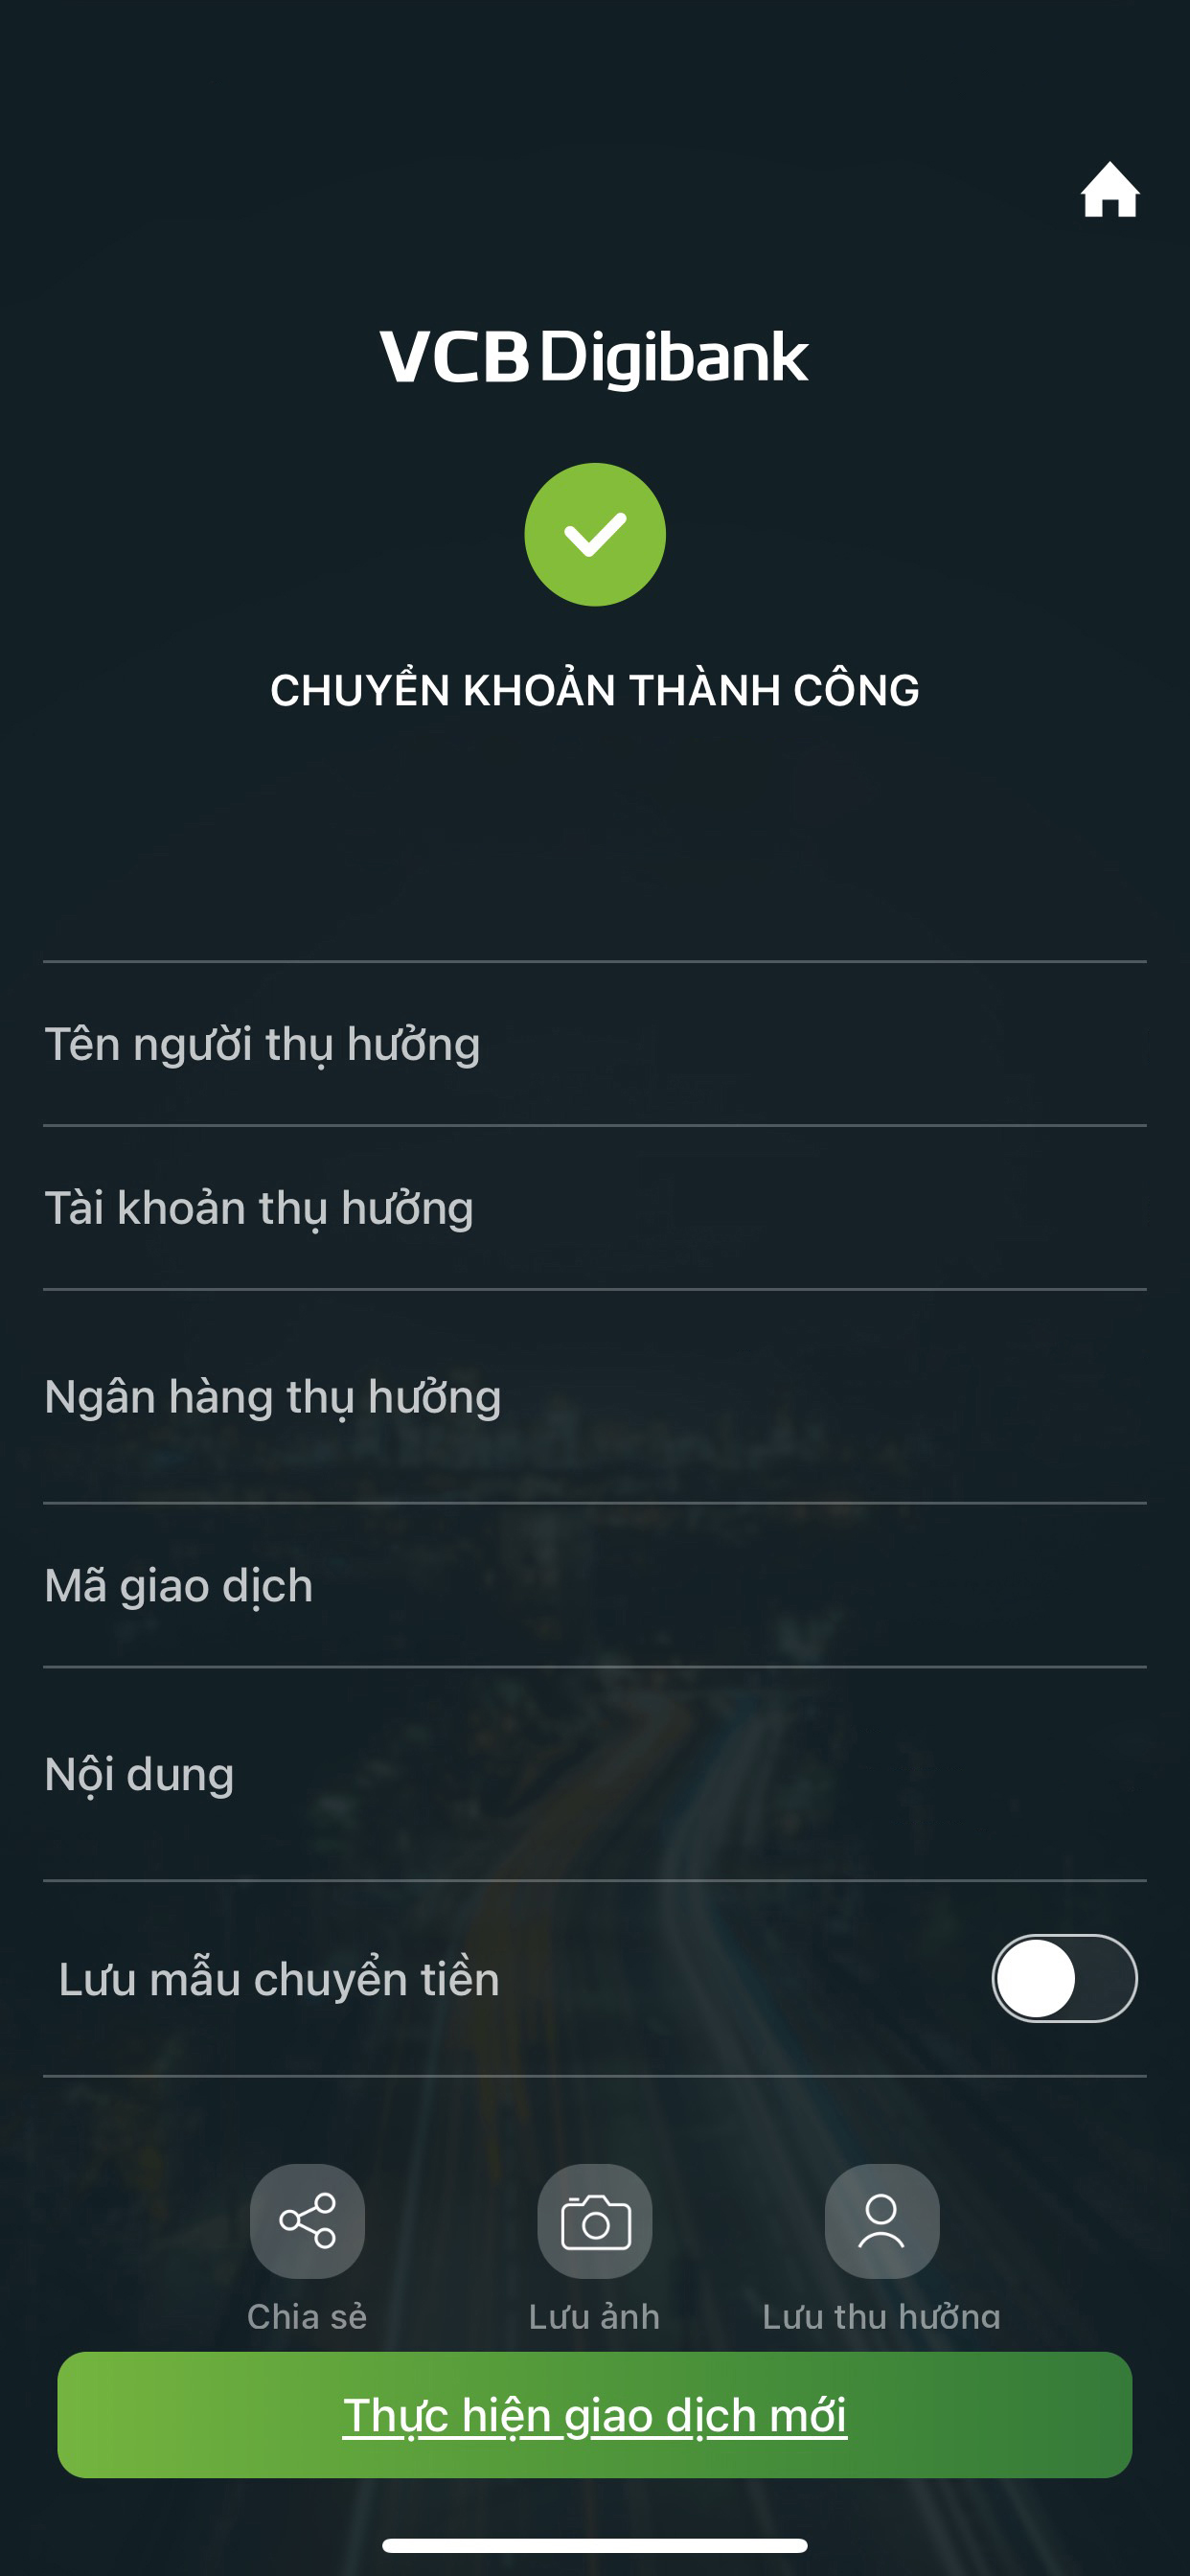 VCB Digibank
CHUYỂN KHOẢN THÀNH CÔNG
Tên người thụ hưởng
Tài khoản thụ hưởng
Ngân hàng thụ hưởng
Mã giao dịch
Nội dung
Lưu mẫu chuyển tiền
Chia sẻ Lưu ảnh Lưu thu hưởng
Thực hiện giao dịch mới